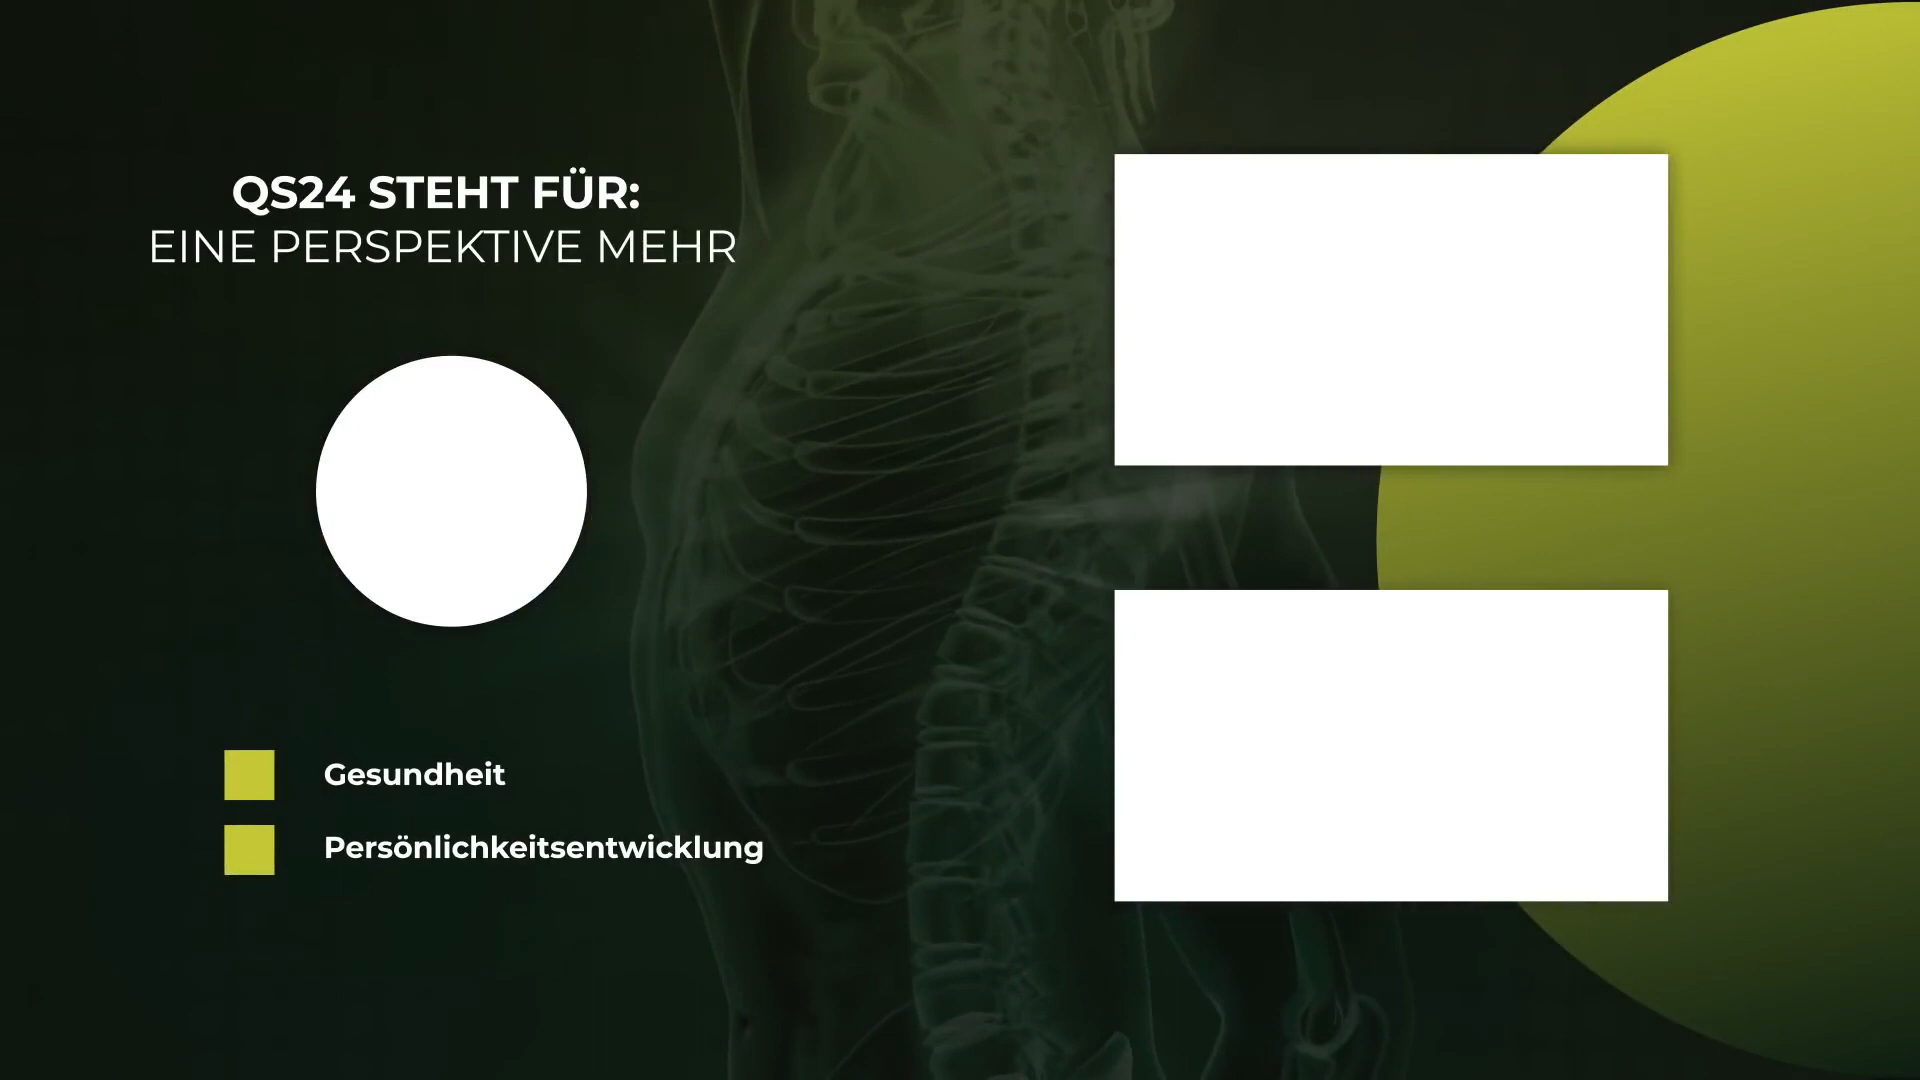 QS24 STEHT FÜR:
EINE PERSPEKTIVE MEHR
Gesundheit
Persönlichkeitsentwicklung